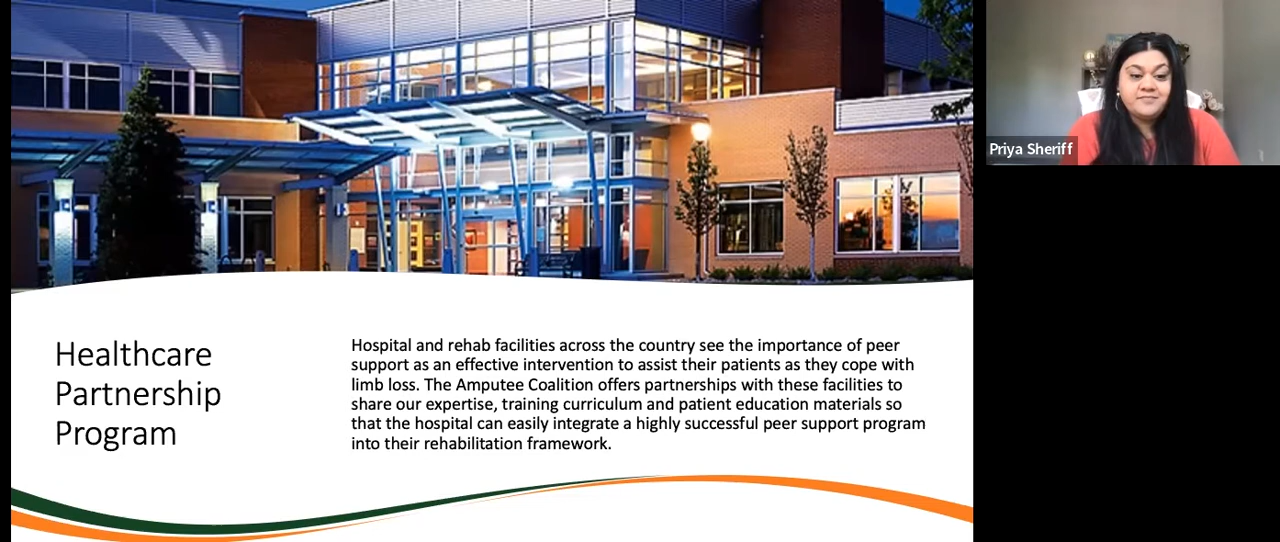 Healthcare
Partnership
Program
Hospital and rehab facilities across the country see the importance of peer
support as an effective intervention to assist their patients as they cope with
limb loss. The Amputee Coalition offers partnerships with these facilities to
share our expertise, training curriculum and patient education materials so
that the hospital can easily integrate a highly successful peer support program
into their rehabilitation framework.
Priya Sheriff